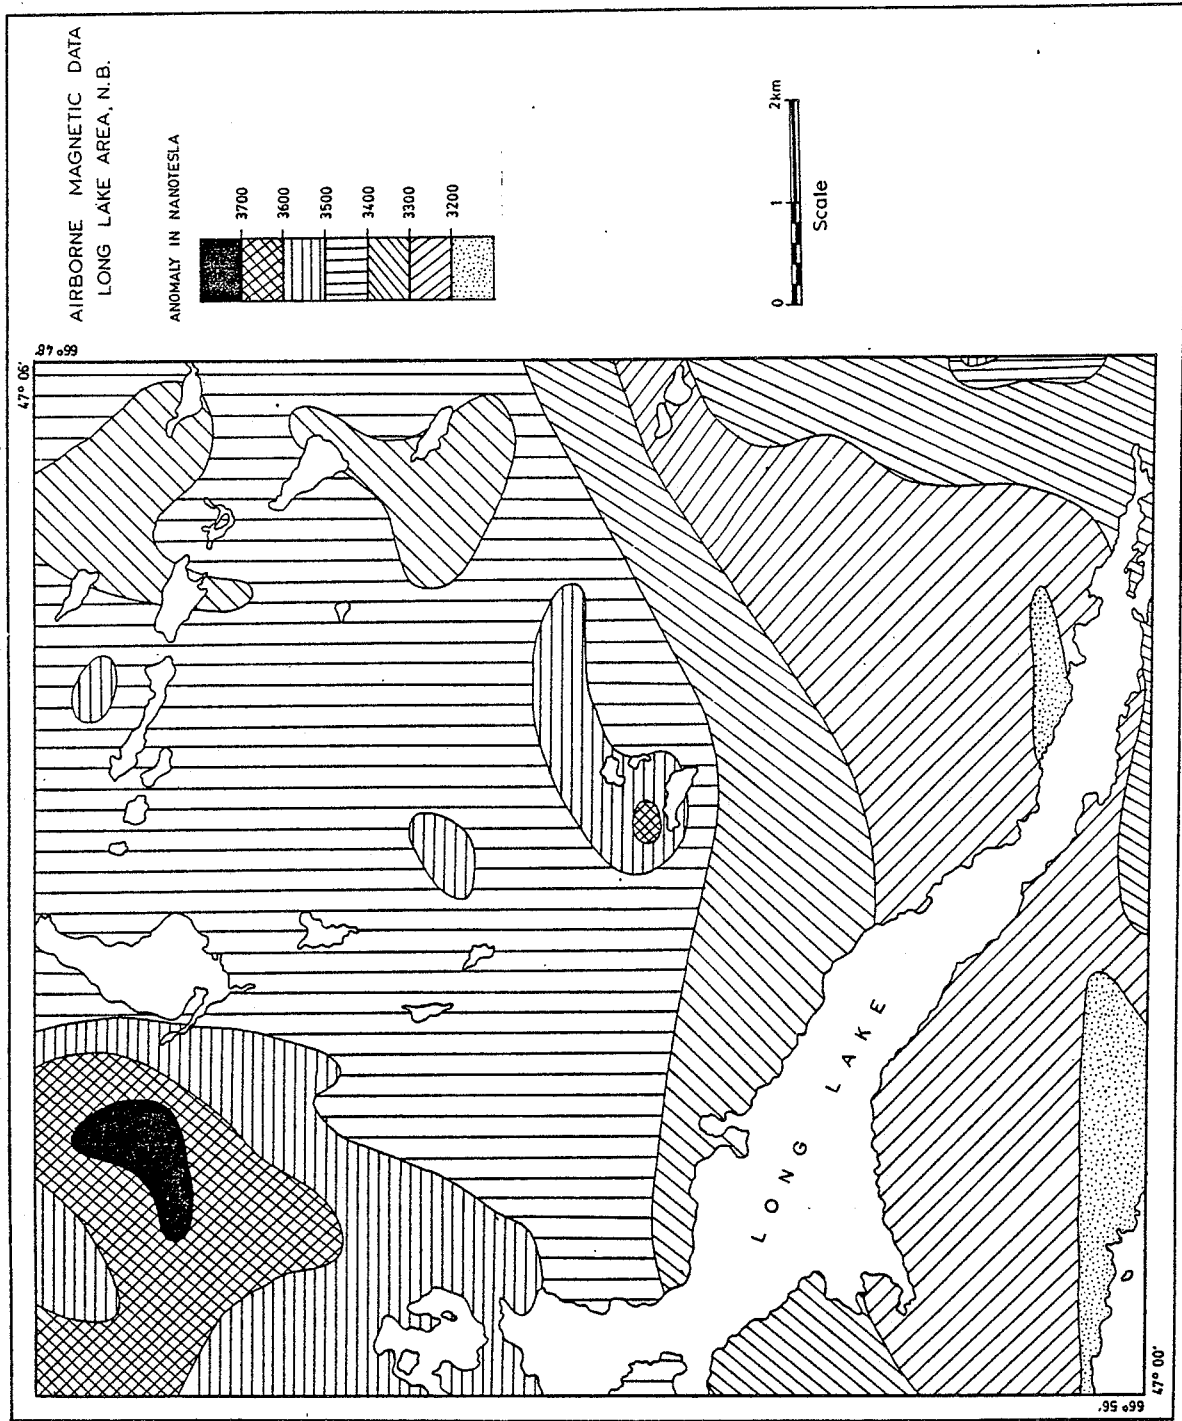 AIRBORNE MAGNETIC DATA
LONG LAKE AREA, N.B.
ANOMALY IN NANOTESLA
3700
3600
3500
3400
3300
3200
0 1 2km
Scale
47° 06'
66° 48'
LONG LAKE
66° 56'
47° 00'